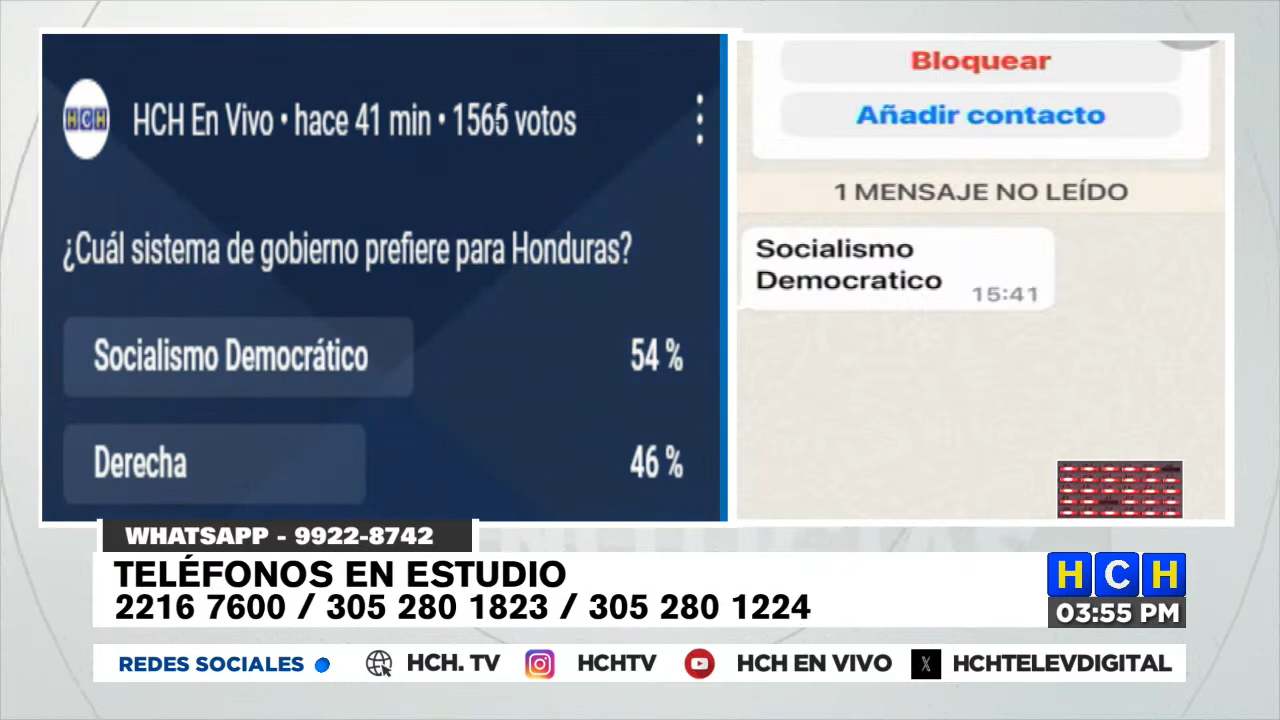 HCH
HCH En Vivo • hace 41 min • 1565 votos
¿Cuál sistema de gobierno prefiere para Honduras?
Socialismo Democrático 54 %
Derecha 46 %
Bloquear
Añadir contacto
1 MENSAJE NO LEÍDO
Socialismo
Democratico 15:41
WHATSAPP - 9922-8742
TELÉFONOS EN ESTUDIO
2216 7600 / 305 280 1823 / 305 280 1224
HCH
03:55 PM
REDES SOCIALES HCH. TV HCHTV HCH EN VIVO X HCHTELEVDIGITAL